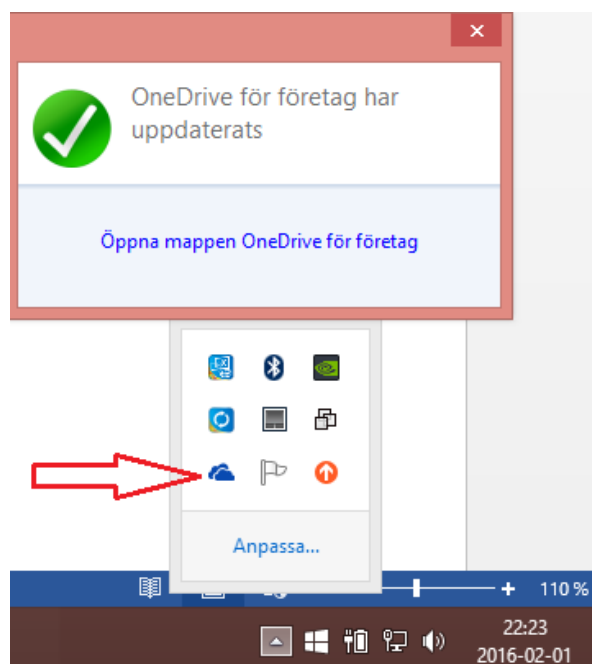 OneDrive för företag har
uppdaterats
Öppna mappen OneDrive för företag
Anpassa...
110 %
22:23
2016-02-01